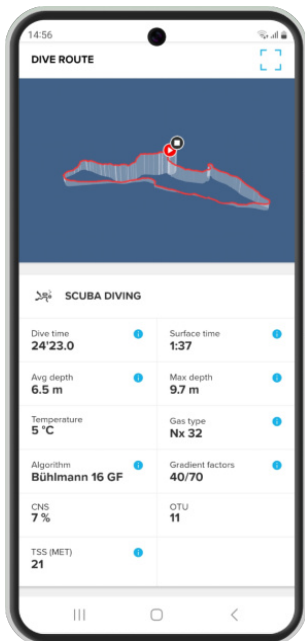 14:56
DIVE ROUTE
SCUBA DIVING
Dive time
24'23.0
Surface time
1:37
Avg depth
6.5 m
Max depth
9.7 m
Temperature
5 °C
Gas type
Nx 32
Algorithm
Bühlmann 16 GF
Gradient factors
40/70
CNS
7 %
OTU
11
TSS (MET)
21